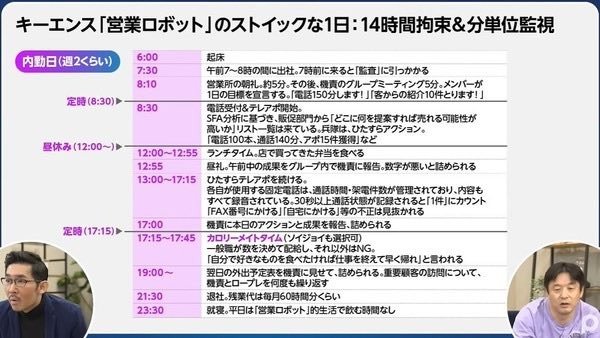 キーエンス「営業ロボット」のストイックな1日：14時間拘束&分単位監視
内勤日(週2くらい)
6:00 起床
7:30 午前7〜8時の間に出社。7時前に来ると「監査」に引っかかる
8:10 営業所の朝礼。約5分。その後、機責のグループミーティング5分。メンバーが
1日の目標を宣言する。「電話150分します!」「客からの紹介10件とります!」
定時(8:30)
8:30 電話受付&テレアポ開始。
SFA分析に基づき、販促部門から「どこに何を提案すれば売れる可能性が
高いか」リスト一覧は来ている。兵隊は、ひたすらアクション。
「電話100本、通話140分、アポ15件獲得」など
昼休み(12:00〜)
12:00〜12:55 ランチタイム。店で買ってきた弁当を食べる
12:55 昼礼。午前中の成果をグループ内で機責に報告。数字が悪いと詰められる
13:00〜17:15 ひたすらテレアポを続ける。
各自が使用する固定電話は、通話時間・架電件数が管理されており、内容も
すべて録音されている。30秒以上通話状態が記録されると「1件」にカウント
「FAX番号にかける」「自宅にかける」等の不正は見抜かれる
17:00 機責に本日のアクションと成果を報告、詰められる
定時(17:15)
17:15〜17:45 カロリーメイトタイム(ソイジョイも選択可)
一般職が数を決めて配給し、それ以外はNG。
「自分で好きなものを食べたければ仕事を終えて早く帰れ」と言われる
19:00〜 翌日の外出予定表を機責に見せて、詰められる。重要顧客の訪問について、
機責とロープレを何度も繰り返す
21:30 退社。残業代は毎月60時間分くらい
23:30 就寝。平日は「営業ロボット」的生活で飲む時間なし